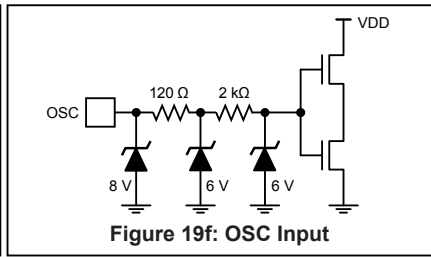 VDD
120 Ω 2 kΩ
OSC
8 V 6 V 6 V
Figure 19f: OSC Input